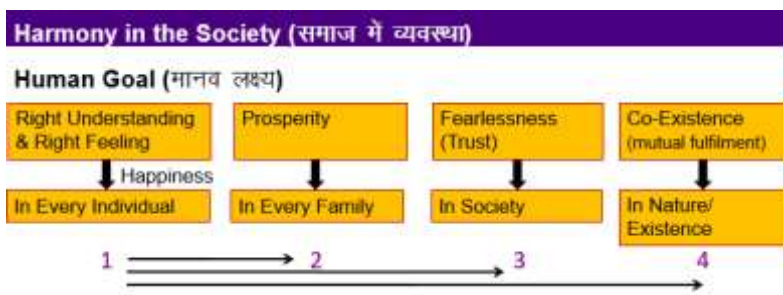 Harmony in the Society (समाज में व्यवस्था)
Human Goal (मानव लक्ष्य)
Right Understanding
& Right Feeling
Prosperity
Fearlessness
(Trust)
Co-Existence
(mutual fulfilment)
Happiness
In Every Individual
In Every Family
In Society
In Nature/
Existence
1 2 3 4